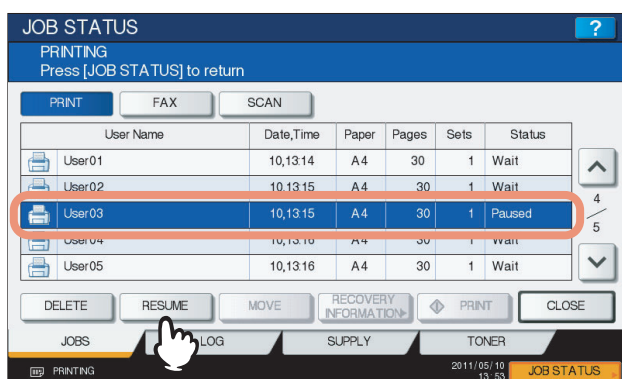 JOB STATUS ?
PRINTING
Press [JOB STATUS] to return
PRINT FAX SCAN
User Name Date,Time Paper Pages Sets Status
User01 10,13:14 A4 30 1 Wait
User02 10,13:15 A4 30 1 Wait
User03 10,13:15 A4 30 1 Paused
User04 10,13:16 A4 30 1 Wait
User05 10,13:16 A4 30 1 Wait
4
5
DELETE RESUME MOVE RECOVERY INFORMATION PRINT CLOSE
JOBS LOG SUPPLY TONER
PRINTING 2011/05/10
13:53 JOB STATUS